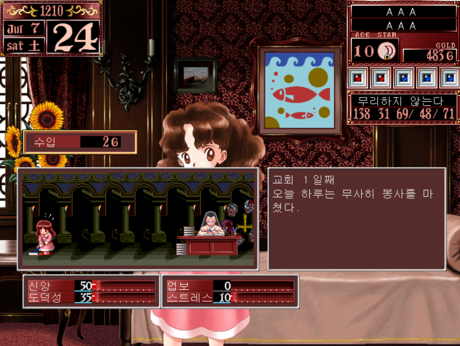 1210
Jul 7
sat 土
24
A A A
A A A
AGE STAR
10
GOLD
485G
무리하지 않는다
138 51 69/ 48/ 71
수입 26
교회 1일째
오늘 하루는 무사히 봉사를 마
쳤다.
신앙 50
도덕성 35
업보 0
스트레스 10